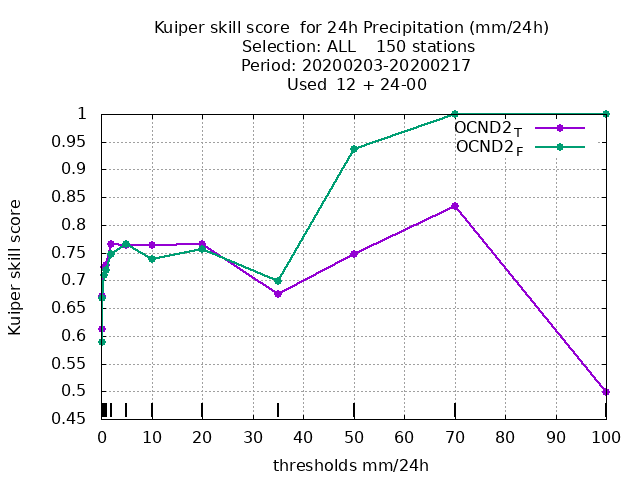 Kuiper skill score  for 24h Precipitation (mm/24h)
Selection: ALL    150 stations
Period: 20200203-20200217
Used  12 + 24-00
OCND2T
OCND2F
1
0.95
0.9
0.85
0.8
0.75
0.7
0.65
0.6
0.55
0.5
0.45
Kuiper skill score
0 10 20 30 40 50 60 70 80 90 100
thresholds mm/24h